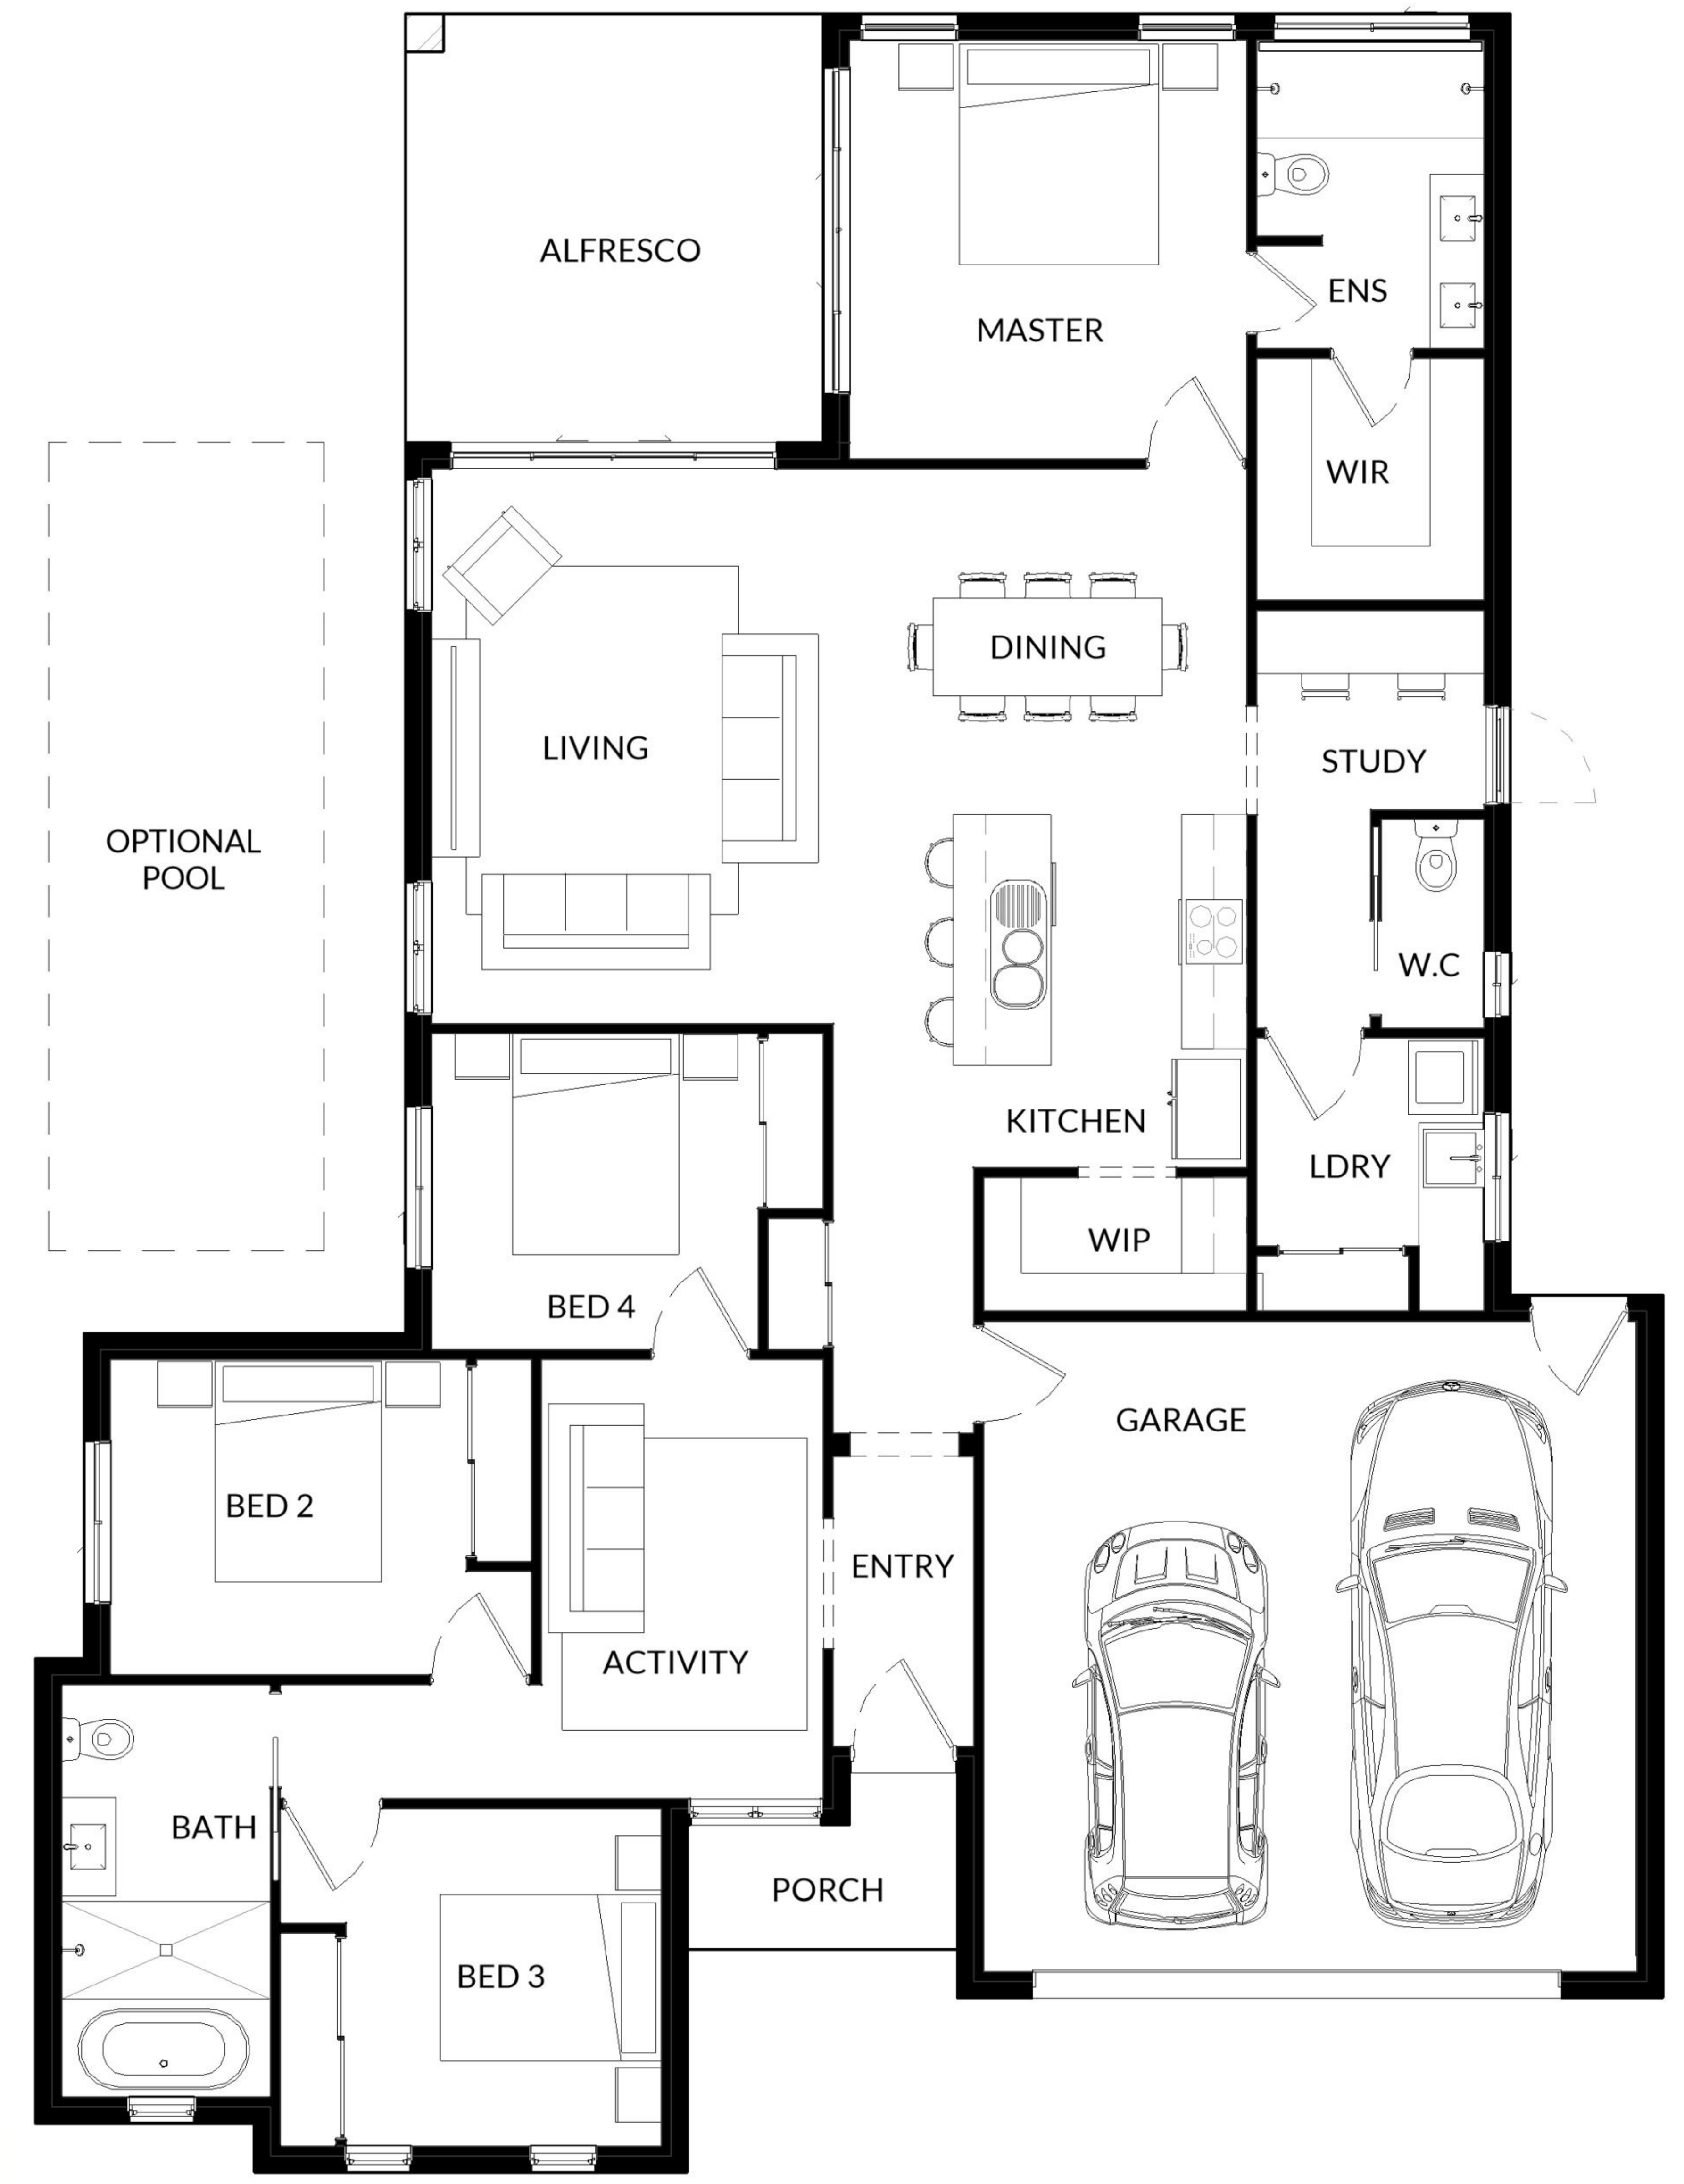 ALFRESCO
MASTER
ENS
WIR
DINING
LIVING
STUDY
OPTIONAL
POOL
W.C
KITCHEN
LDRY
WIP
BED 4
GARAGE
BED 2
ENTRY
ACTIVITY
BATH
PORCH
BED 3